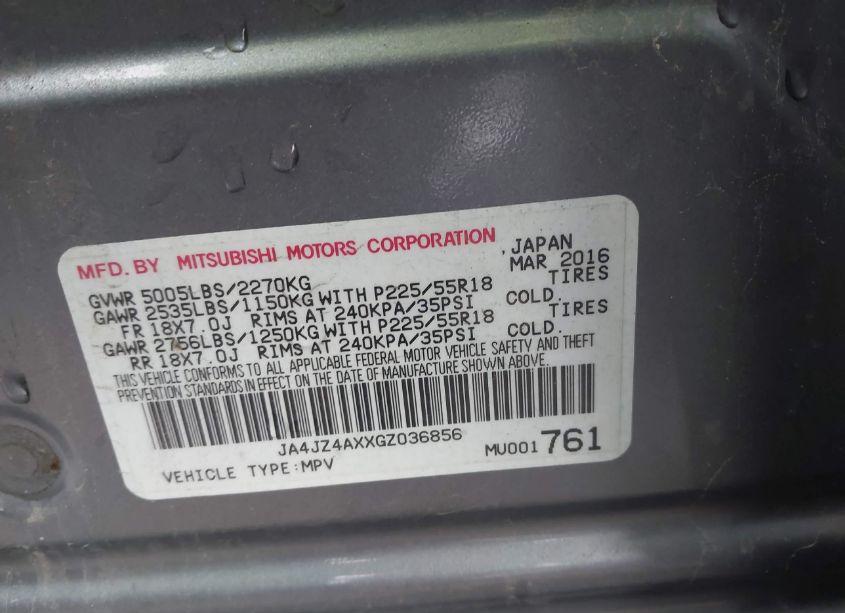 MFD. BY MITSUBISHI MOTORS CORPORATION , JAPAN
MAR 2016
GVWR 5005LBS/2270KG
GAWR 2535LBS/1150KG WITH P225/55R18 TIRES
FR 18X7.0J RIMS AT 240KPA/35PSI COLD.
GAWR 2756LBS/1250KG WITH P225/55R18 TIRES
RR 18X7.0J RIMS AT 240KPA/35PSI COLD.
THIS VEHICLE CONFORMS TO ALL APPLICABLE FEDERAL MOTOR VEHICLE SAFETY AND THEFT
PREVENTION STANDARDS IN EFFECT ON THE DATE OF MANUFACTURE SHOWN ABOVE.
JA4JZ4AXXGZ036856
VEHICLE TYPE:MPV
MU001 761